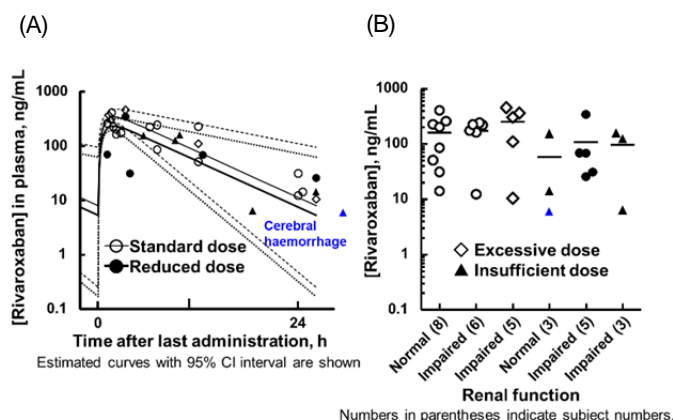 (A)
[Rivaroxaban] in plasma, ng/mL
1000
100
10
1
0.1
Cerebral
haemorrhage
Standard dose
Reduced dose
0
12
24
Time after last administration, h
Estimated curves with 95% CI interval are shown
(B)
[Rivaroxaban], ng/mL
1000
100
10
1
0.1
Excessive dose
Insufficient dose
Normal (8)
Impaired (6)
Impaired (5)
Normal (3)
Impaired (5)
Impaired (3)
Renal function
Numbers in parentheses indicate subject numbers.